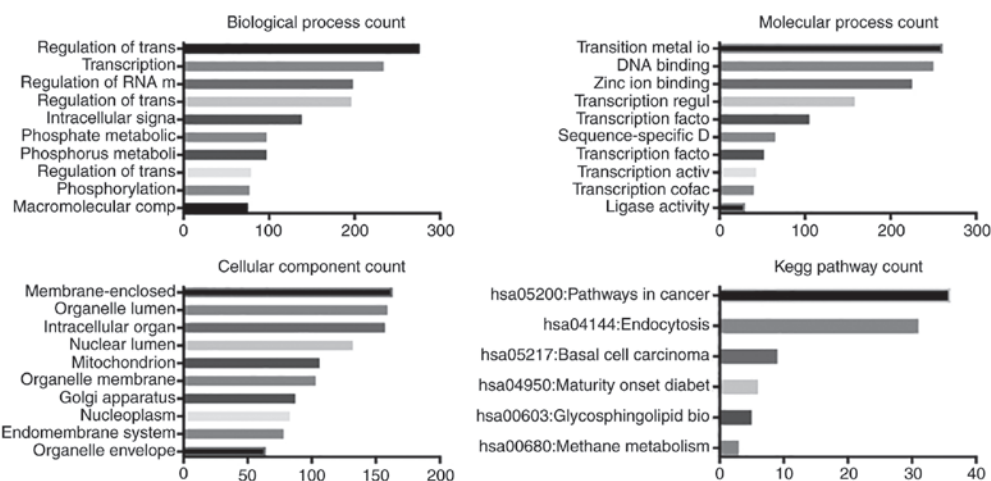 Biological process count
Regulation of trans
Transcription
Regulation of RNA m
Regulation of trans
Intracellular signa
Phosphate metabolic
Phosphorus metaboli
Regulation of trans
Phosphorylation
Macromolecular comp
0 100 200 300
Molecular process count
Transition metal io
DNA binding
Zinc ion binding
Transcription regul
Transcription facto
Sequence-specific D
Transcription facto
Transcription activ
Transcription cofac
Ligase activity
0 100 200 300
Cellular component count
Membrane-enclosed
Organelle lumen
Intracellular organ
Nuclear lumen
Mitochondrion
Organelle membrane
Golgi apparatus
Nucleoplasm
Endomembrane system
Organelle envelope
0 50 100 150 200
Kegg pathway count
hsa05200:Pathways in cancer
hsa04144:Endocytosis
hsa05217:Basal cell carcinoma
hsa04950:Maturity onset diabet
hsa00603:Glycosphingolipid bio
hsa00680:Methane metabolism
0 10 20 30 40